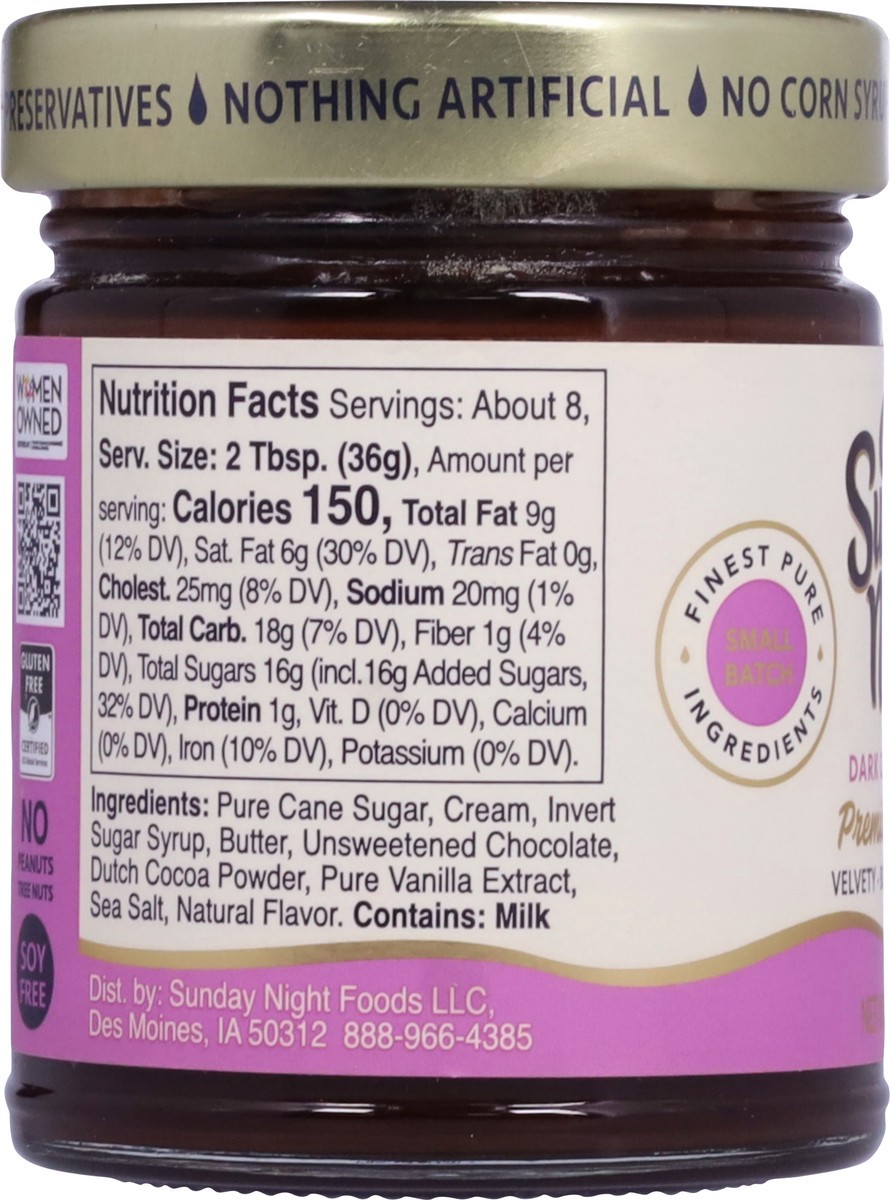 RESERVATIVES NOTHING ARTIFICIAL NO CORN SYRU
WOMEN
OWNED
GLUTEN
FREE
CERTIFIED
NO
PEANUTS
TREE NUTS
SOY
FREE
Nutrition Facts Servings: About 8,
Serv. Size: 2 Tbsp. (36g), Amount per
serving: Calories 150, Total Fat 9g
(12% DV), Sat. Fat 6g (30% DV), Trans Fat 0g,
Cholest. 25mg (8% DV), Sodium 20mg (1%
DV), Total Carb. 18g (7% DV), Fiber 1g (4%
DV), Total Sugars 16g (incl.16g Added Sugars,
32% DV), Protein 1g, Vit. D (0% DV), Calcium
(0% DV), Iron (10% DV), Potassium (0% DV).
Ingredients: Pure Cane Sugar, Cream, Invert
Sugar Syrup, Butter, Unsweetened Chocolate,
Dutch Cocoa Powder, Pure Vanilla Extract,
Sea Salt, Natural Flavor. Contains: Milk
Dist. by: Sunday Night Foods LLC,
Des Moines, IA 50312 888-966-4385
FINEST PURE
SMALL
BATCH
INGREDIENTS
Su
DARK
Prem
VELVETY